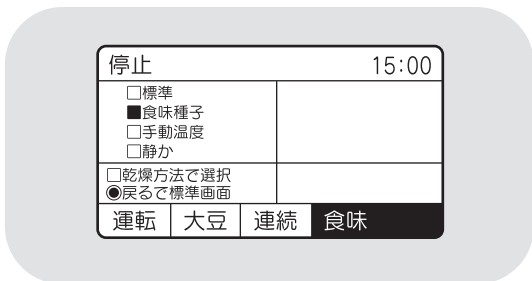 停止 15:00
□標準
■食味種子
□手動温度
□静か
□乾燥方法で選択
◉戻るで標準画面
運転 大豆 連続 食味